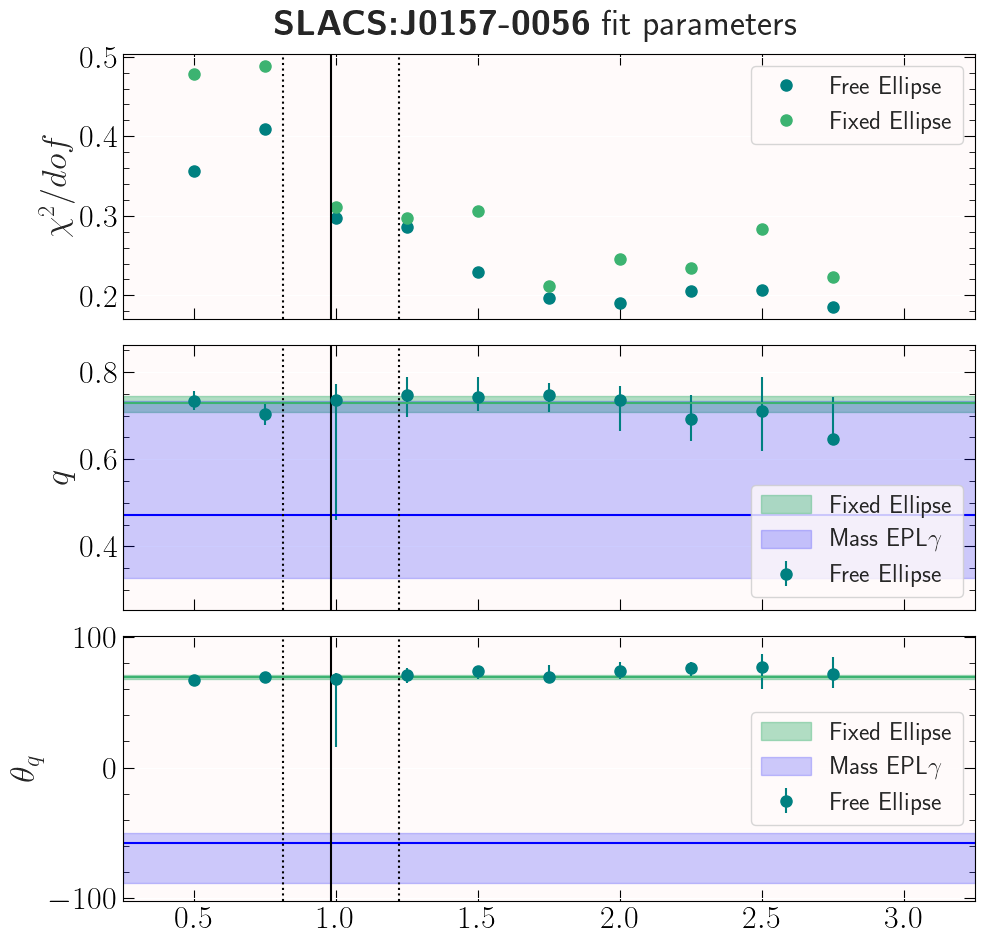 SLACS:J0157-0056 fit parameters
χ²/dof
0.5
0.4
0.3
0.2
Free Ellipse
Fixed Ellipse
q
0.8
0.6
0.4
Fixed Ellipse
Mass EPLγ
Free Ellipse
θq
100
0
−100
Fixed Ellipse
Mass EPLγ
Free Ellipse
0.5 1.0 1.5 2.0 2.5 3.0